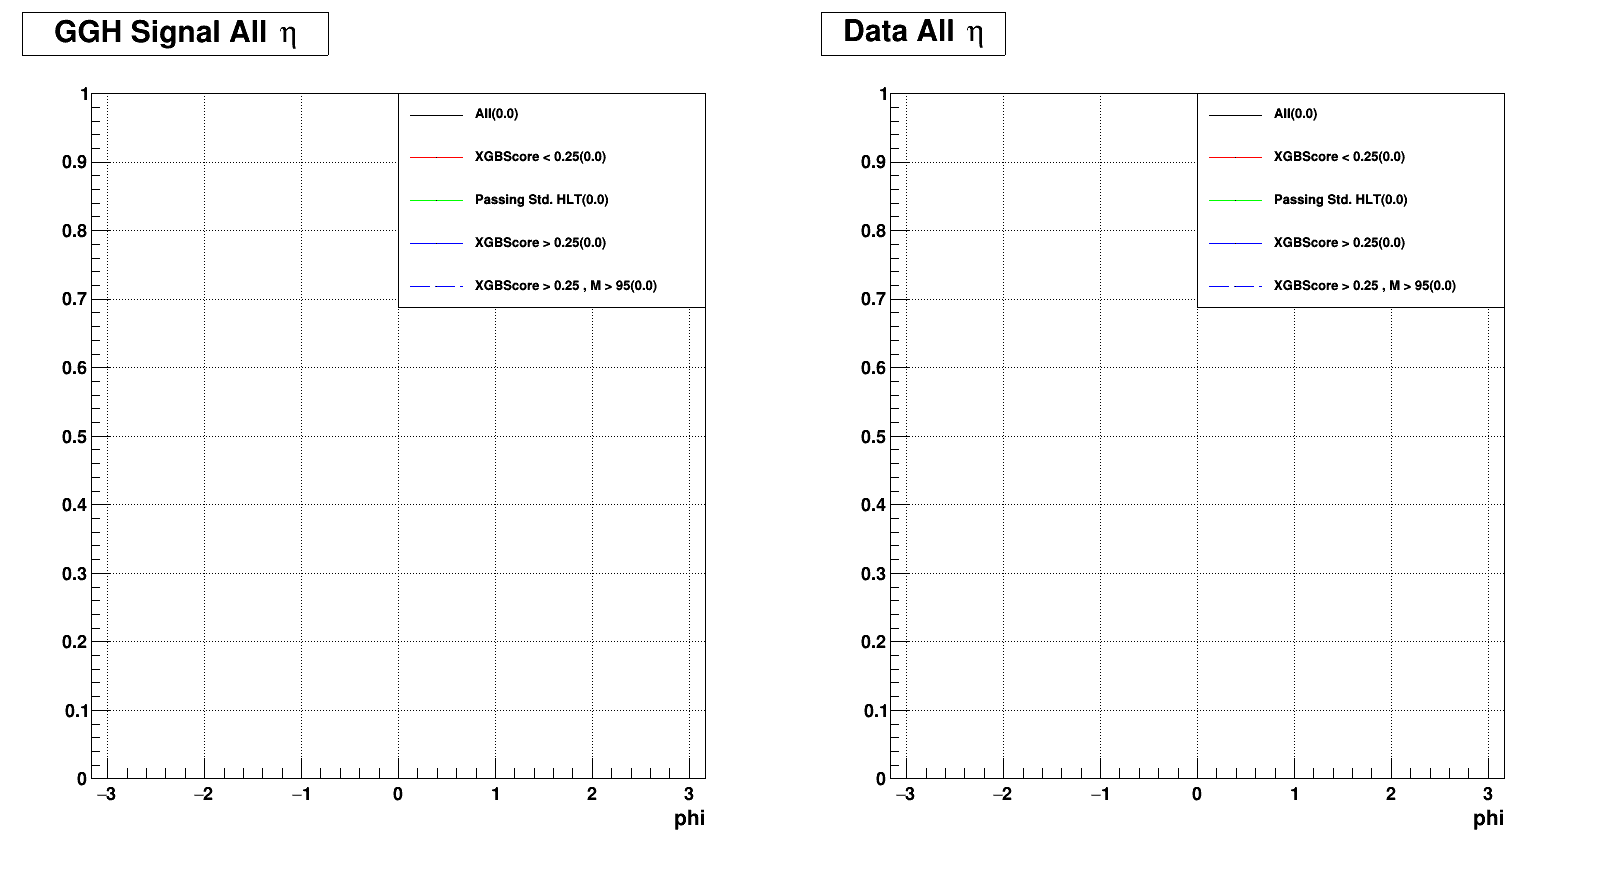 GGH Signal All η
1
0.9
0.8
0.7
0.6
0.5
0.4
0.3
0.2
0.1
0
−3 −2 −1 0 1 2 3
phi
All(0.0)
XGBScore < 0.25(0.0)
Passing Std. HLT(0.0)
XGBScore > 0.25(0.0)
XGBScore > 0.25 , M > 95(0.0)
Data All η
1
0.9
0.8
0.7
0.6
0.5
0.4
0.3
0.2
0.1
0
−3 −2 −1 0 1 2 3
phi
All(0.0)
XGBScore < 0.25(0.0)
Passing Std. HLT(0.0)
XGBScore > 0.25(0.0)
XGBScore > 0.25 , M > 95(0.0)